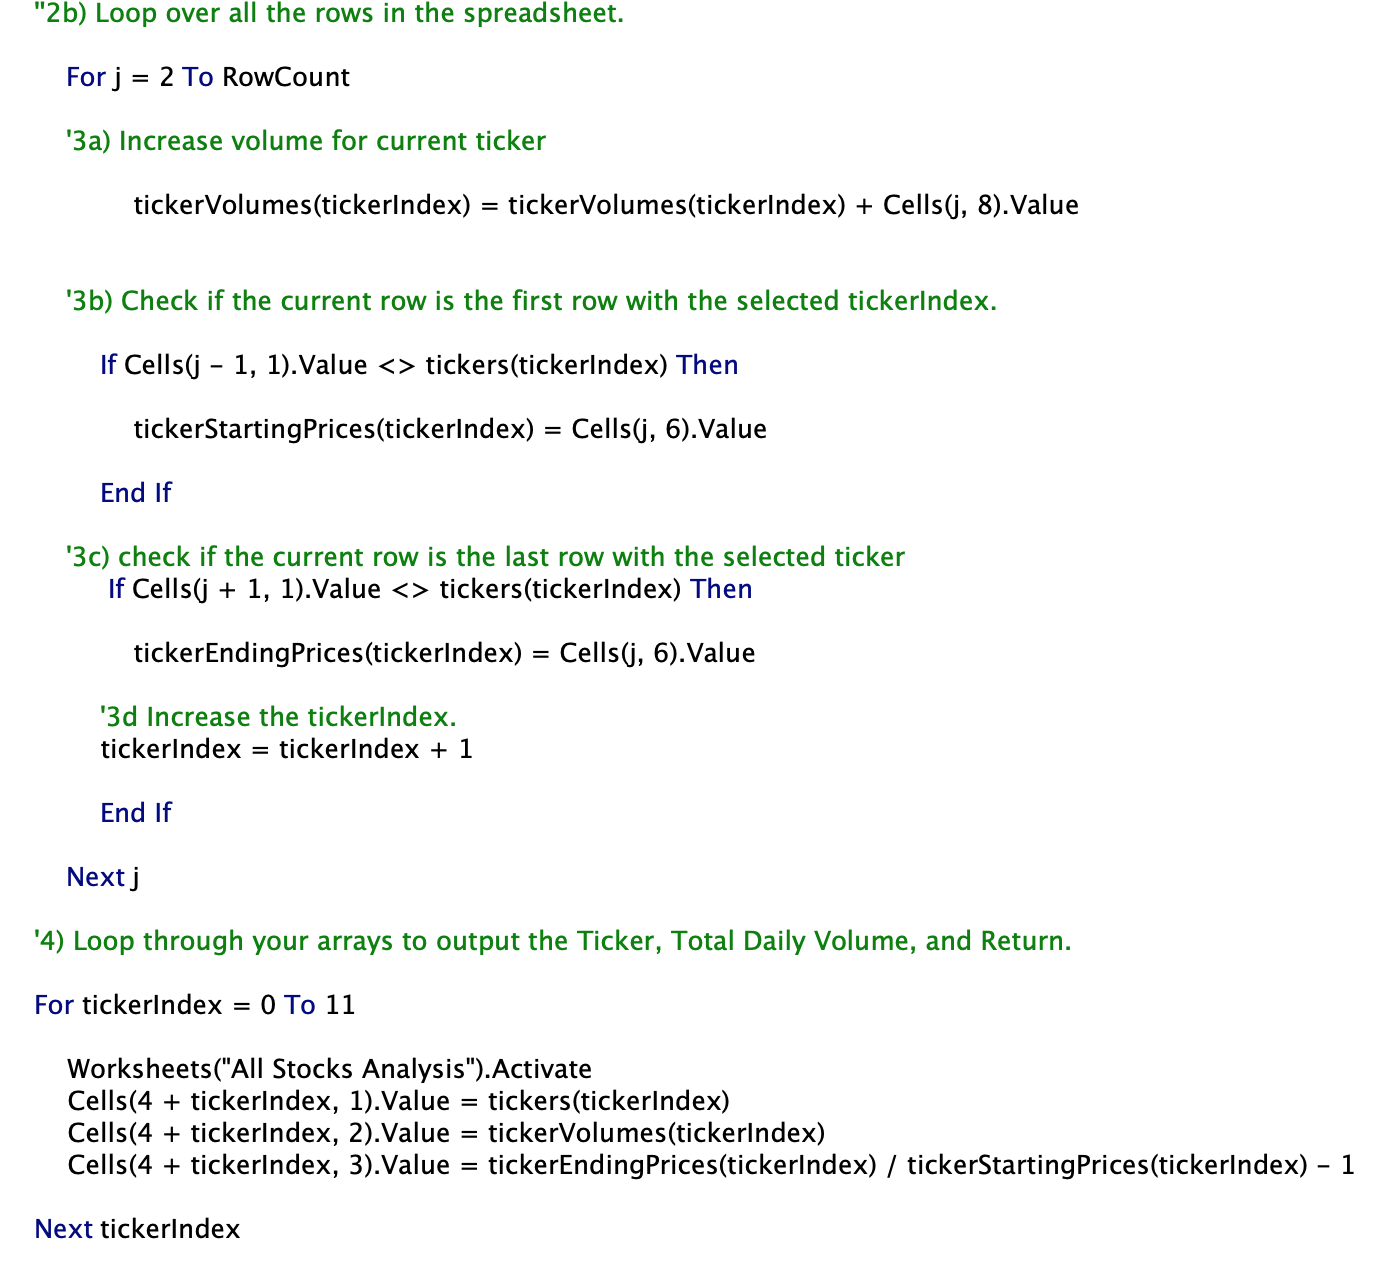 "2b) Loop over all the rows in the spreadsheet.
For j = 2 To RowCount
'3a) Increase volume for current ticker
tickerVolumes(tickerIndex) = tickerVolumes(tickerIndex) + Cells(j, 8).Value
'3b) Check if the current row is the first row with the selected tickerIndex.
If Cells(j - 1, 1).Value <> tickers(tickerIndex) Then
tickerStartingPrices(tickerIndex) = Cells(j, 6).Value
End If
'3c) check if the current row is the last row with the selected ticker
If Cells(j + 1, 1).Value <> tickers(tickerIndex) Then
tickerEndingPrices(tickerIndex) = Cells(j, 6).Value
'3d Increase the tickerIndex.
tickerIndex = tickerIndex + 1
End If
Next j
'4) Loop through your arrays to output the Ticker, Total Daily Volume, and Return.
For tickerIndex = 0 To 11
Worksheets("All Stocks Analysis").Activate
Cells(4 + tickerIndex, 1).Value = tickers(tickerIndex)
Cells(4 + tickerIndex, 2).Value = tickerVolumes(tickerIndex)
Cells(4 + tickerIndex, 3).Value = tickerEndingPrices(tickerIndex) / tickerStartingPrices(tickerIndex) - 1
Next tickerIndex